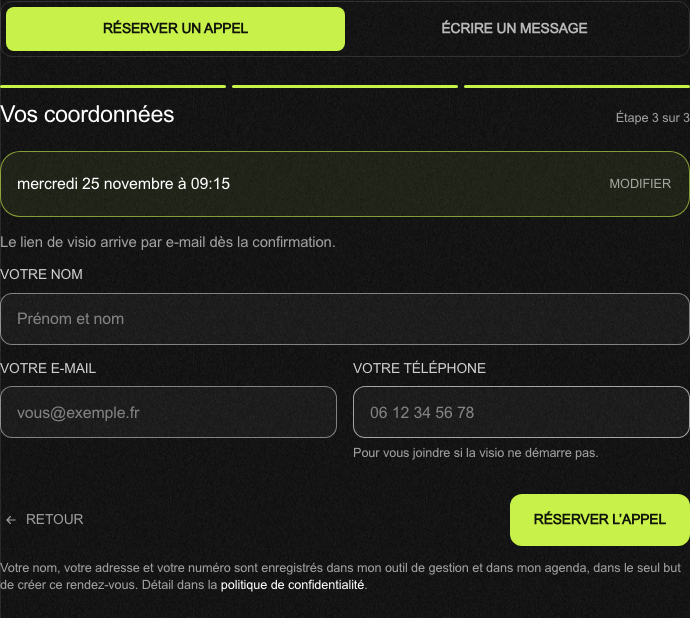 RÉSERVER UN APPEL
ÉCRIRE UN MESSAGE
Vos coordonnées
Étape 3 sur 3
mercredi 25 novembre à 09:15
MODIFIER
Le lien de visio arrive par e-mail dès la confirmation.
VOTRE NOM
Prénom et nom
VOTRE E-MAIL
VOTRE TÉLÉPHONE
vous@exemple.fr
06 12 34 56 78
Pour vous joindre si la visio ne démarre pas.
← RETOUR
RÉSERVER L'APPEL
Votre nom, votre adresse et votre numéro sont enregistrés dans mon outil de gestion et dans mon agenda, dans le seul but
de créer ce rendez-vous. Détail dans la politique de confidentialité.